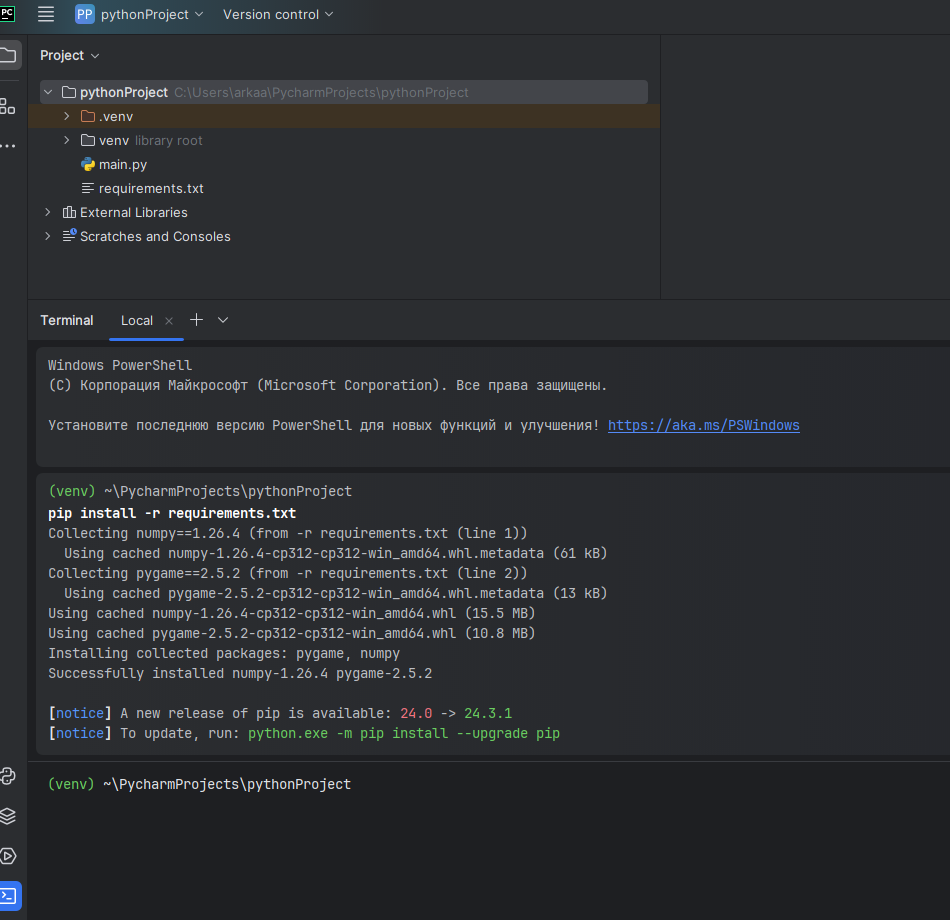 PC
PP pythonProject Version control
Project
pythonProject C:\Users\arkaa\PycharmProjects\pythonProject
.venv
venv library root
main.py
requirements.txt
External Libraries
Scratches and Consoles
Terminal Local
Windows PowerShell
(C) Корпорация Майкрософт (Microsoft Corporation). Все права защищены.
Установите последнюю версию PowerShell для новых функций и улучшения! https://aka.ms/PSWindows
(venv) ~\PycharmProjects\pythonProject
pip install -r requirements.txt
Collecting numpy==1.26.4 (from -r requirements.txt (line 1))
Using cached numpy-1.26.4-cp312-cp312-win_amd64.whl.metadata (61 kB)
Collecting pygame==2.5.2 (from -r requirements.txt (line 2))
Using cached pygame-2.5.2-cp312-cp312-win_amd64.whl.metadata (13 kB)
Using cached numpy-1.26.4-cp312-cp312-win_amd64.whl (15.5 MB)
Using cached pygame-2.5.2-cp312-cp312-win_amd64.whl (10.8 MB)
Installing collected packages: pygame, numpy
Successfully installed numpy-1.26.4 pygame-2.5.2
[notice] A new release of pip is available: 24.0 -> 24.3.1
[notice] To update, run: python.exe -m pip install --upgrade pip
(venv) ~\PycharmProjects\pythonProject